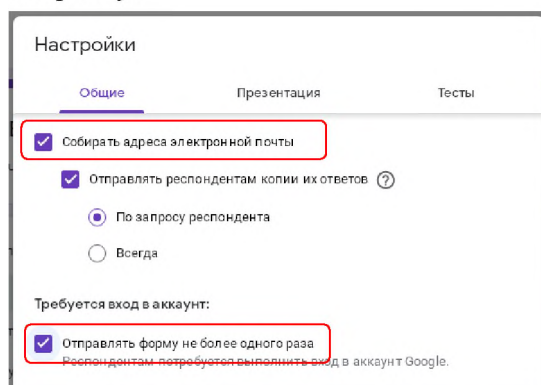 Настройки
Общие Презентация Тесты
Собирать адреса электронной почты
Отправлять респондентам копии их ответов ?
По запросу респондента
Всегда
Требуется вход в аккаунт:
Отправлять форму не более одного раза
Респондентам потребуется выполнить вход в аккаунт Google.